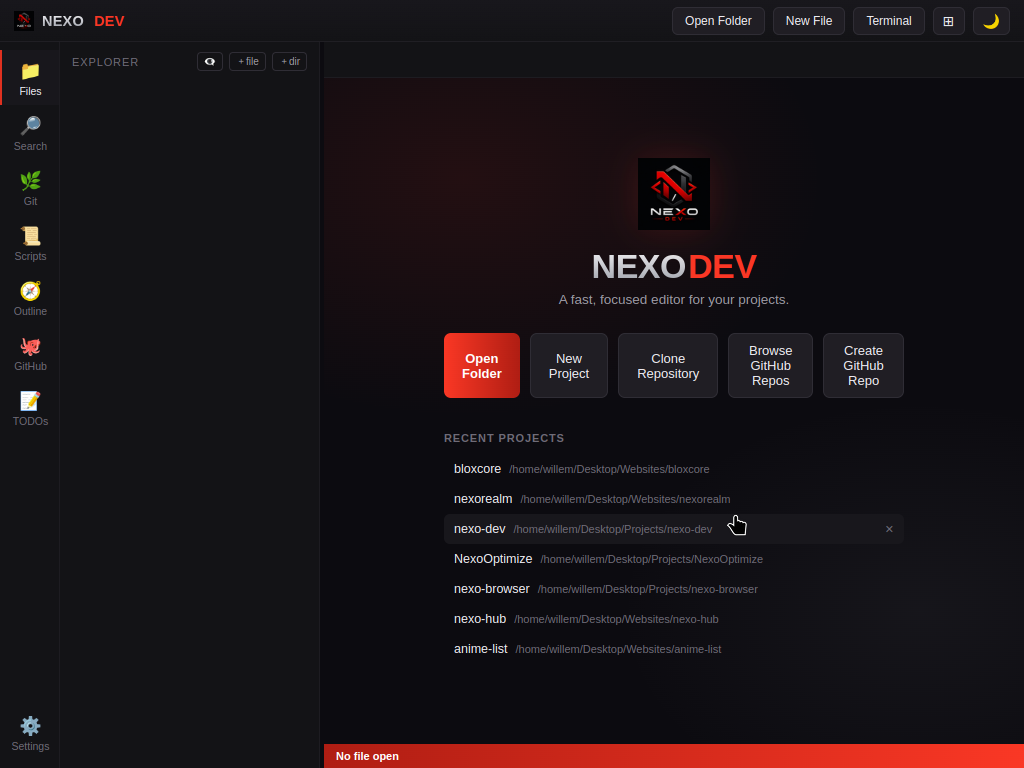 NEXO DEV
Open Folder
New File
Terminal
Files
Search
Git
Scripts
Outline
GitHub
TODOs
Settings
EXPLORER
+file
+dir
NEXO
DEV
NEXODEV
A fast, focused editor for your projects.
Open
Folder
New
Project
Clone
Repository
Browse
GitHub
Repos
Create
GitHub
Repo
RECENT PROJECTS
bloxcore /home/willem/Desktop/Websites/bloxcore
nexorealm /home/willem/Desktop/Websites/nexorealm
nexo-dev /home/willem/Desktop/Projects/nexo-dev ×
NexoOptimize /home/willem/Desktop/Projects/NexoOptimize
nexo-browser /home/willem/Desktop/Projects/nexo-browser
nexo-hub /home/willem/Desktop/Websites/nexo-hub
anime-list /home/willem/Desktop/Websites/anime-list
No file open